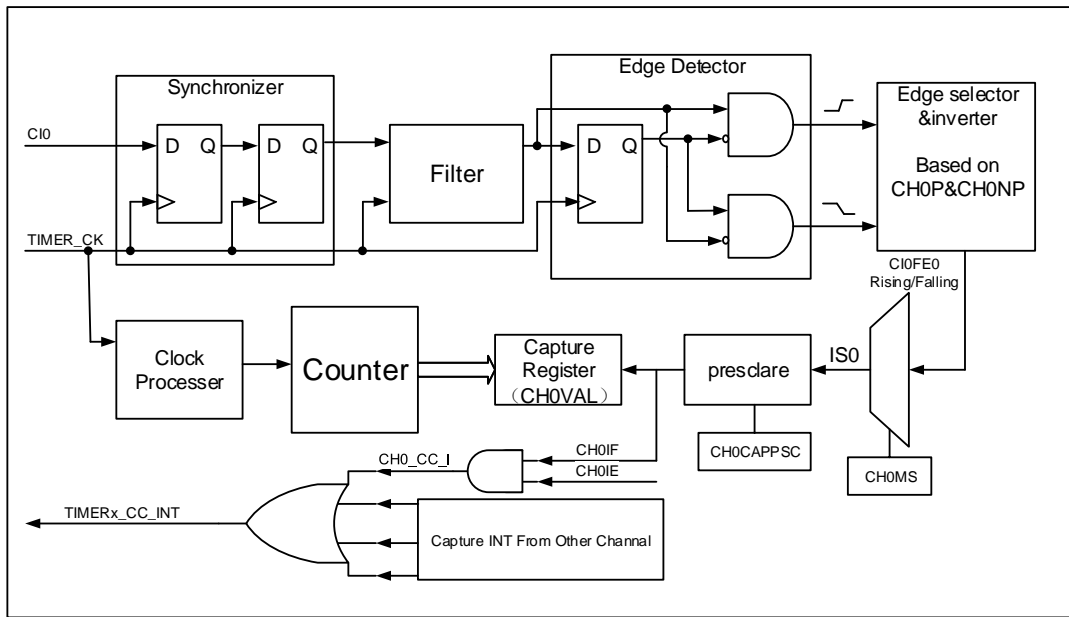 Synchronizer
Edge Detector
CI0
D Q
D Q
Filter
D Q
Edge selector
&inverter
Based on
CH0P&CH0NP
TIMER_CK
CI0FE0
Rising/Falling
Clock
Processer
Counter
Capture
Register
（CH0VAL）
presclare
IS0
CH0CAPPSC
CH0MS
CH0_CC_I
CH0IF
CH0IE
TIMERx_CC_INT
Capture INT From Other Channal